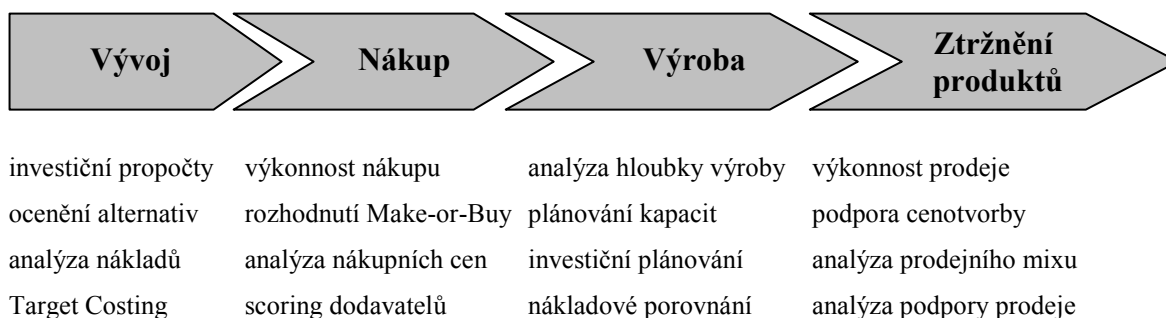 Vývoj
Nákup
Výroba
Ztržnění
produktů
investiční propočty
výkonnost nákupu
analýza hloubky výroby
výkonnost prodeje
ocenění alternativ
rozhodnutí Make-or-Buy
plánování kapacit
podpora cenotvorby
analýza nákladů
analýza nákupních cen
investiční plánování
analýza prodejního mixu
Target Costing
scoring dodavatelů
nákladové porovnání
analýza podpory prodeje